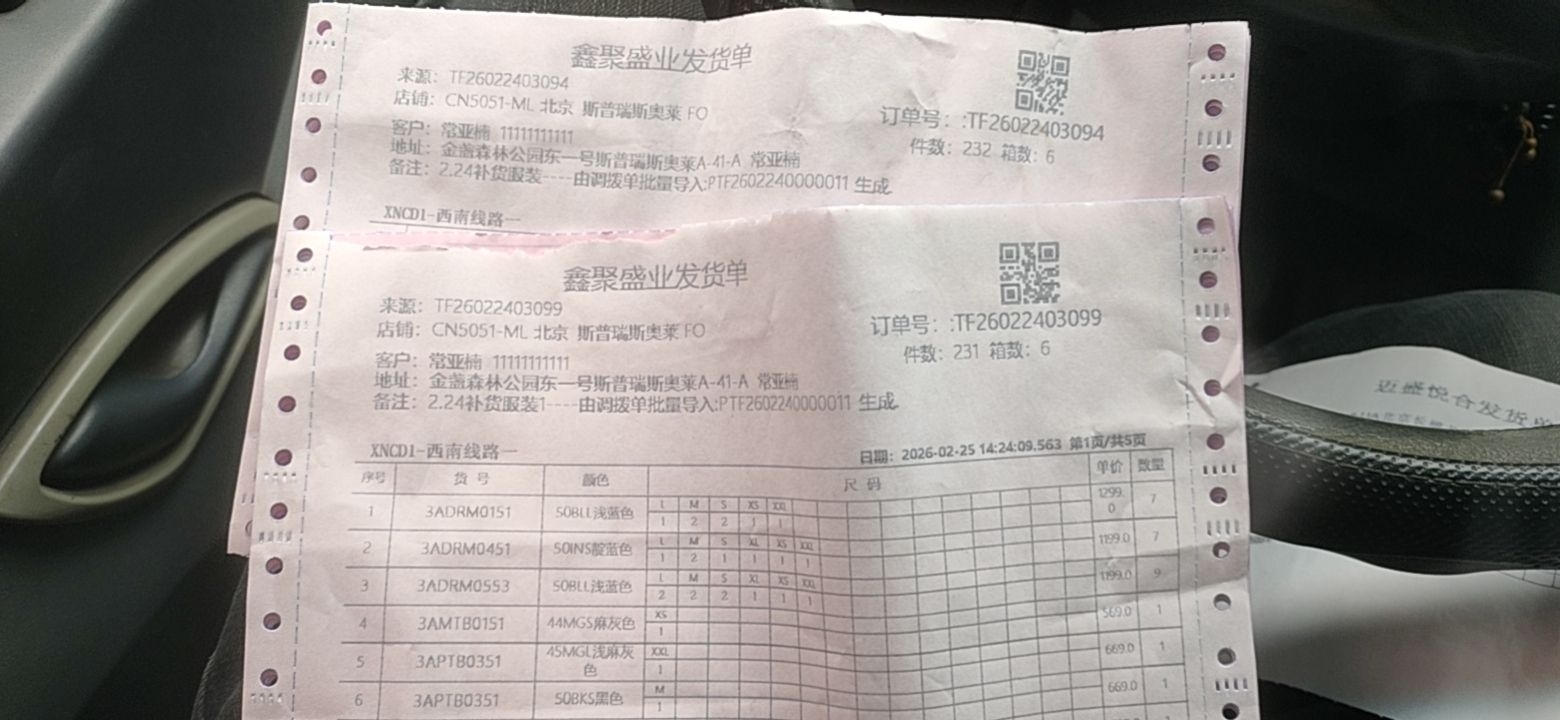 鑫聚盛业发货单
来源：TF26022403094
店铺：CN5051-ML 北京 斯普瑞斯奥莱 FO
订单号：:TF26022403094
件数：232 箱数：6
客户：常亚楠 11111111111
地址：金盏森林公园东一号斯普瑞斯奥莱A-41-A 常亚楠
备注：2.24补货服装----由调拨单批量导入:PTF2602240000011 生成.
XNCD1-西南线路一
鑫聚盛业发货单
来源：TF26022403099
店铺：CN5051-ML 北京 斯普瑞斯奥莱 FO
订单号：:TF26022403099
件数：231 箱数：6
客户：常亚楠 11111111111
地址：金盏森林公园东一号斯普瑞斯奥莱A-41-A 常亚楠
备注：2.24补货服装1----由调拨单批量导入:PTF2602240000011 生成.
XNCD1-西南线路一 日期：2026-02-25 14:24:09.563 第1页/共5页
序号 货号 颜色 尺码 单价 数量
1 3ADRM0151 50BLL浅蓝色 L M S XS XXL 1299.0 7
1 2 2 1 1
2 3ADRM0451 50INS靛蓝色 L M S XL XS XXL 1199.0 7
1 2 1 1 1 1
3 3ADRM0553 50BLL浅蓝色 L M S XL XS XXL 1199.0 9
2 2 2 1 1 1
4 3AMTB0151 44MGS麻灰色 XS 569.0 1
1
5 3APTB0351 45MGL浅麻灰色 XXL 669.0 1
1
6 3APTB0351 50BKS黑色 M 669.0 1
1
迈盛悦合发货